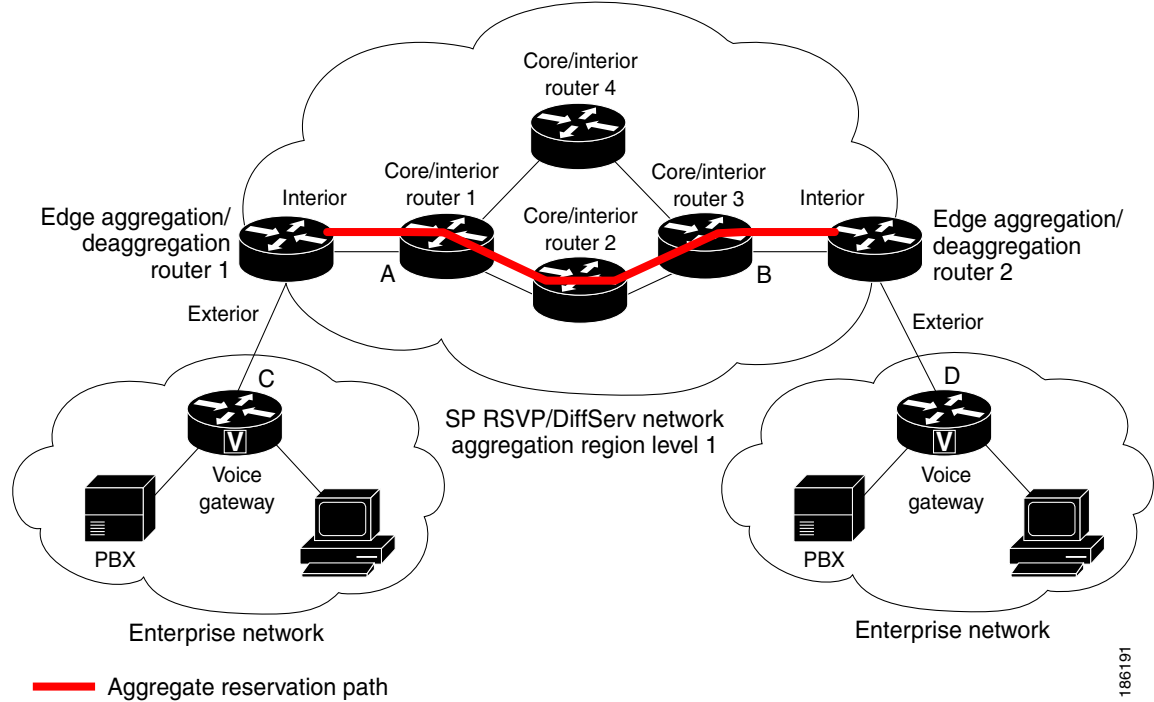 Core/interior
router 4
Core/interior
router 1
Core/interior
router 3
Interior
Interior
Core/interior
router 2
Edge aggregation/
deaggregation
router 1
Edge aggregation/
deaggregation
router 2
A
B
Exterior
Exterior
C
D
SP RSVP/DiffServ network
aggregation region level 1
V
Voice
gateway
PBX
V
Voice
gateway
PBX
Enterprise network
Enterprise network
Aggregate reservation path
186191